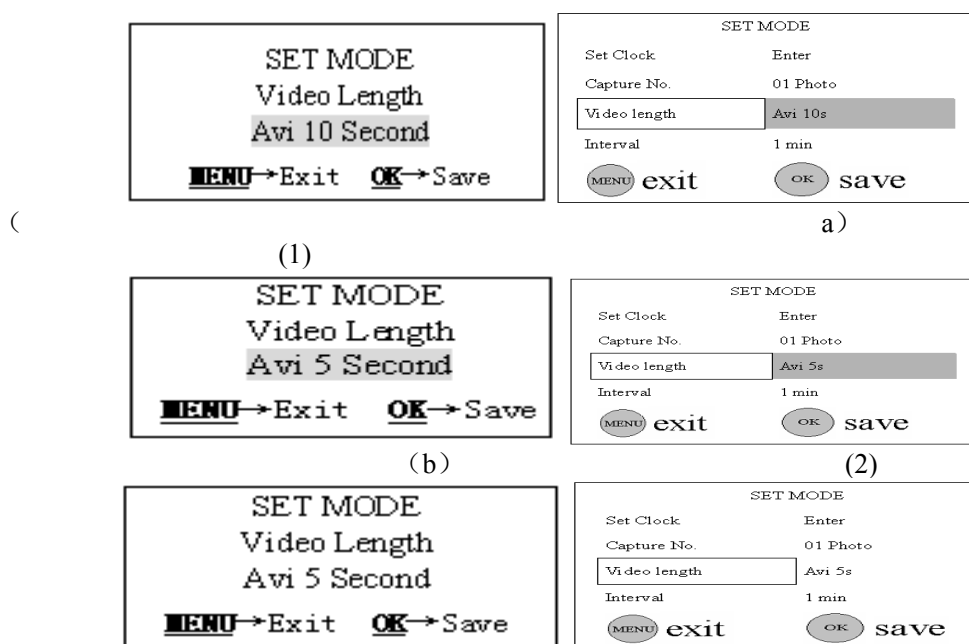 SET MODE
Video Length
Avi 10 Second
MENU→Exit OK→Save
SET MODE
Set Clock Enter
Capture No. 01 Photo
Video length Avi 10s
Interval 1 min
MENU exit OK save
（ a）
(1)
SET MODE
Video Length
Avi 5 Second
MENU→Exit OK→Save
SET MODE
Set Clock Enter
Capture No. 01 Photo
Video length Avi 5s
Interval 1 min
MENU exit OK save
（b） (2)
SET MODE
Video Length
Avi 5 Second
MENU→Exit OK→Save
SET MODE
Set Clock Enter
Capture No. 01 Photo
Video length Avi 5s
Interval 1 min
MENU exit OK save